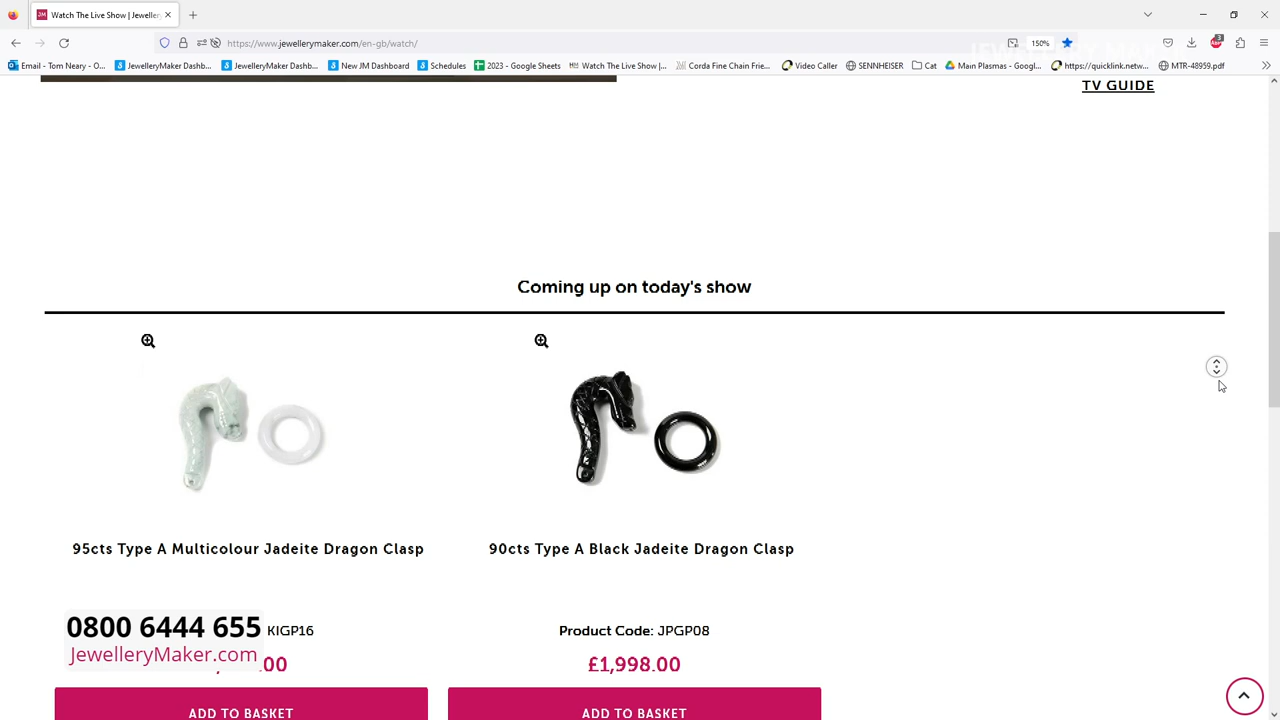 Watch The Live Show | Jeweller
https://www.jewellerymaker.com/en-gb/watch/
150%
3
Email - Tom Neary - O...
JewelleryMaker Dashb...
JewelleryMaker Dashb...
New JM Dashboard
Schedules
2023 - Google Sheets
Watch The Live Show |...
Corda Fine Chain Frie...
Video Caller
SENNHEISER
Cat
Main Plasmas - Googl...
https://quicklink.netw...
MTR-48959.pdf
TV GUIDE
Coming up on today's show
95cts Type A Multicolour Jadeite Dragon Clasp
90cts Type A Black Jadeite Dragon Clasp
0800 6444 655
KIGP16
Product Code: JPGP08
JewelleryMaker.com
00
£1,998.00
ADD TO BASKET
ADD TO BASKET